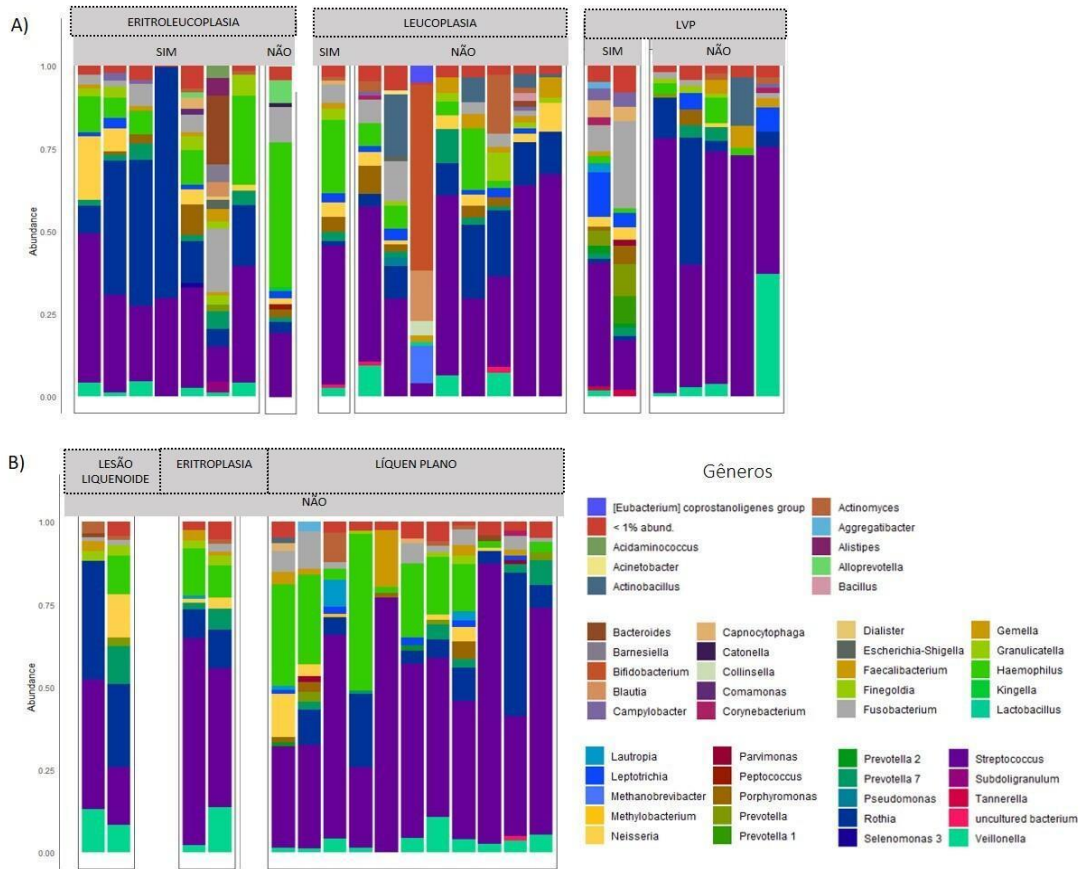 A)
ERITROLEUCOPLASIA
LEUCOPLASIA
LVP
SIM
NÃO
SIM
NÃO
SIM
NÃO
Abundance
1.00
0.75
0.50
0.25
0.00
B)
LESÃO
LIQUENOIDE
ERITROPLASIA
LÍQUEN PLANO
NÃO
Abundance
1.00
0.75
0.50
0.25
0.00
Gêneros
[Eubacterium] coprostanoligenes group
< 1% abund.
Acidaminococcus
Acinetobacter
Actinobacillus
Actinomyces
Aggregatibacter
Alistipes
Alloprevotella
Bacillus
Bacteroides
Barnesiella
Bifidobacterium
Blautia
Campylobacter
Capnocytophaga
Catonella
Collinsella
Comamonas
Corynebacterium
Dialister
Escherichia-Shigella
Faecalibacterium
Finegoldia
Fusobacterium
Gemella
Granulicatella
Haemophilus
Kingella
Lactobacillus
Lautropia
Leptotrichia
Methanobrevibacter
Methylobacterium
Neisseria
Parvimonas
Peptococcus
Porphyromonas
Prevotella
Prevotella 1
Prevotella 2
Prevotella 7
Pseudomonas
Rothia
Selenomonas 3
Streptococcus
Subdoligranulum
Tannerella
uncultured bacterium
Veillonella